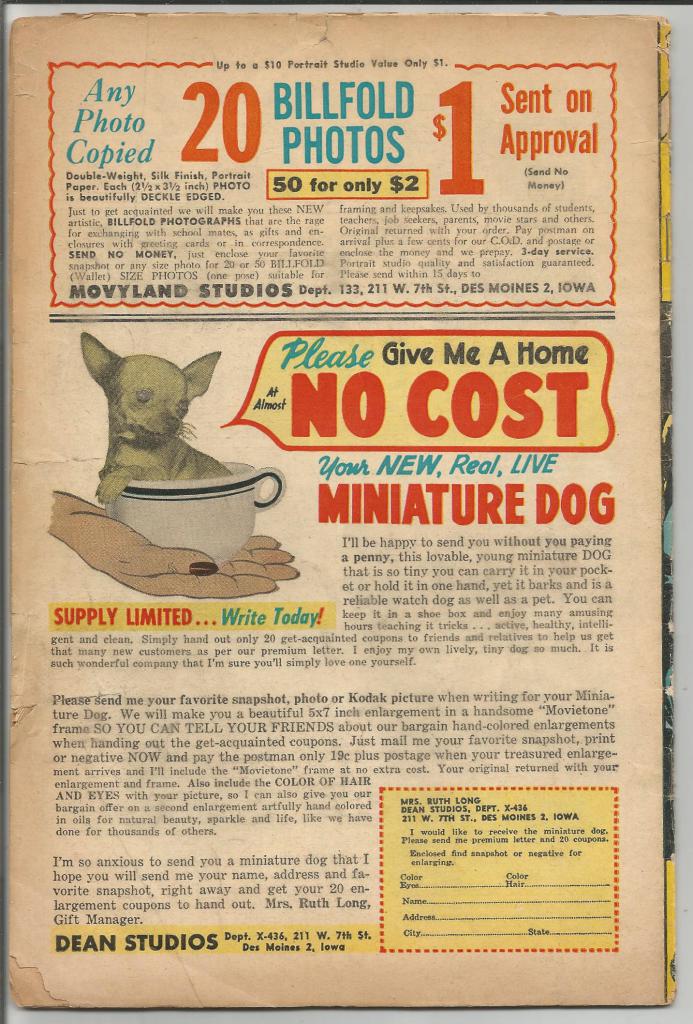 Up to a $10 Portrait Studio Value Only $1.
Any
Photo
Copied
20
BILLFOLD
PHOTOS
$1
Sent on
Approval
(Send No
Money)
Double-Weight, Silk Finish, Portrait
Paper. Each (2½ x 3½ inch) PHOTO
is beautifully DECKLE EDGED.
50 for only $2
Just to get acquainted we will make you these NEW
artistic, BILLFOLD PHOTOGRAPHS that are the rage
for exchanging with school mates, as gifts and en-
closures with greeting cards or in correspondence.
SEND NO MONEY, just enclose your favorite
snapshot or any size photo for 20 or 50 BILLFOLD
(Wallet) SIZE PHOTOS (one pose) suitable for
framing and keepsakes. Used by thousands of students,
teachers, job seekers, parents, movie stars and others.
Original returned with your order. Pay postman on
arrival plus a few cents for our C.O.D. and postage or
enclose the money and we prepay. 3-day service.
Portrait studio quality and satisfaction guaranteed.
Please send within 15 days to
MOVYLAND STUDIOS Dept. 133, 211 W. 7th St., DES MOINES 2, IOWA
Please Give Me A Home
At
Almost
NO COST
Your NEW, Real, LIVE
MINIATURE DOG
I'll be happy to send you without you paying
a penny, this lovable, young miniature DOG
that is so tiny you can carry it in your pock-
et or hold it in one hand, yet it barks and is a
reliable watch dog as well as a pet. You can
keep it in a shoe box and enjoy many amusing
hours teaching it tricks . . . active, healthy, intelli-
SUPPLY LIMITED... Write Today!
gent and clean. Simply hand out only 20 get-acquainted coupons to friends and relatives to help us get
that many new customers as per our premium letter. I enjoy my own lively, tiny dog so much. It is
such wonderful company that I'm sure you'll simply love one yourself.
Please send me your favorite snapshot, photo or Kodak picture when writing for your Minia-
ture Dog. We will make you a beautiful 5x7 inch enlargement in a handsome "Movietone"
frame SO YOU CAN TELL YOUR FRIENDS about our bargain hand-colored enlargements
when handing out the get-acquainted coupons. Just mail me your favorite snapshot, print
or negative NOW and pay the postman only 19c plus postage when your treasured enlarge-
ment arrives and I'll include the "Movietone" frame at no extra cost. Your original returned with your
enlargement and frame. Also include the COLOR OF HAIR
AND EYES with your picture, so I can also give you our
bargain offer on a second enlargement artfully hand colored
in oils for natural beauty, sparkle and life, like we have
done for thousands of others.
I'm so anxious to send you a miniature dog that I
hope you will send me your name, address and fa-
vorite snapshot, right away and get your 20 en-
largement coupons to hand out. Mrs. Ruth Long,
Gift Manager.
DEAN STUDIOS Dept. X-436, 211 W. 7th St.
Des Moines 2, Iowa
MRS. RUTH LONG
DEAN STUDIOS, DEPT. X-436
211 W. 7TH ST., DES MOINES 2, IOWA
I would like to receive the miniature dog.
Please send me premium letter and 20 coupons.
Enclosed find snapshot or negative for
enlarging.
Color Color
Eyes Hair
Name
Address
City State